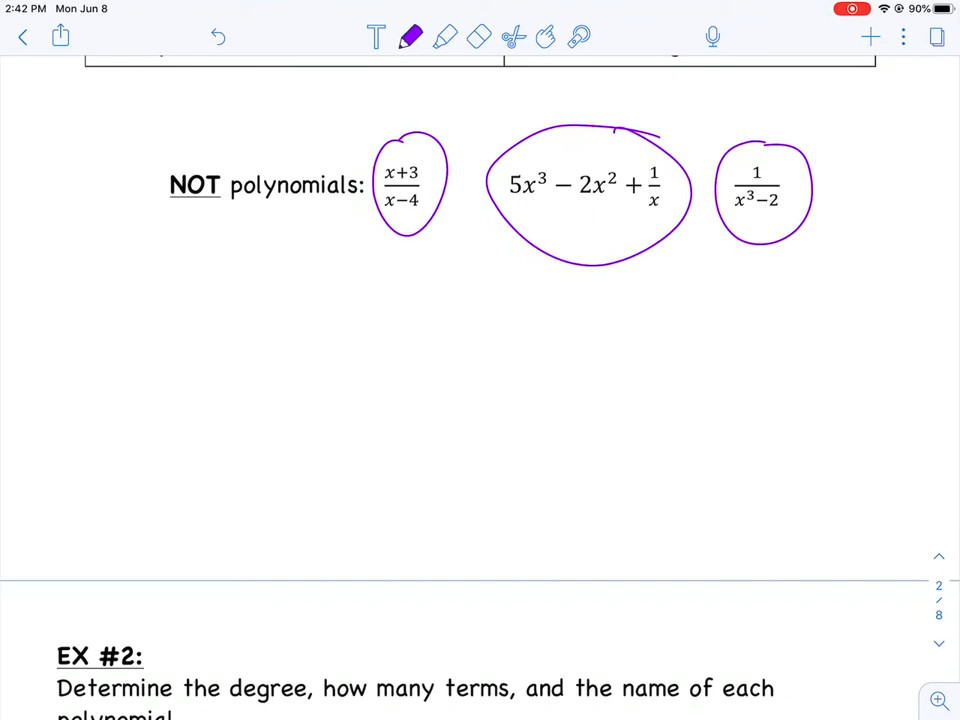 2:42 PM Mon Jun 8 90%
NOT polynomials: x+3/x−4 5x³ − 2x² + 1/x 1/x³−2
2
/
8
EX #2:
Determine the degree, how many terms, and the name of each
polynomial